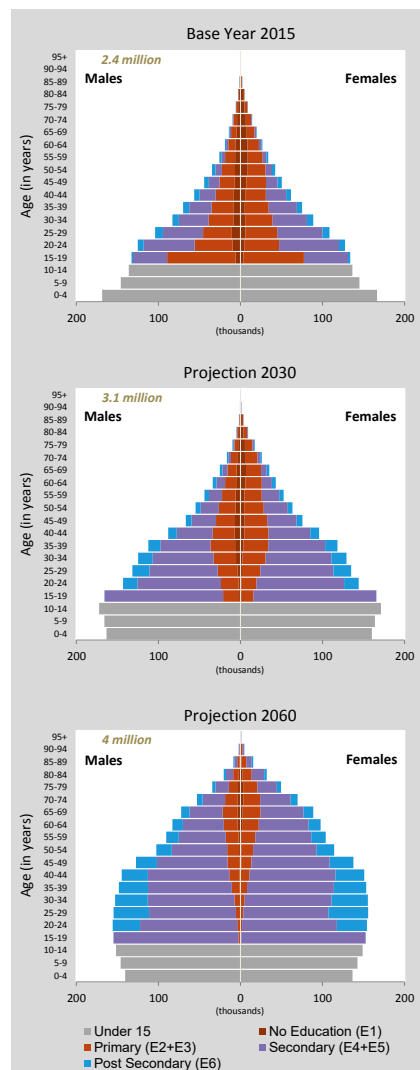 Base Year 2015
2.4 million
Males
Females
Age (in years)
95+
90-94
85-89
80-84
75-79
70-74
65-69
60-64
55-59
50-54
45-49
40-44
35-39
30-34
25-29
20-24
15-19
10-14
5-9
0-4
200 100 0 100 200
(thousands)
Projection 2030
3.1 million
Males
Females
Age (in years)
95+
90-94
85-89
80-84
75-79
70-74
65-69
60-64
55-59
50-54
45-49
40-44
35-39
30-34
25-29
20-24
15-19
10-14
5-9
0-4
200 100 0 100 200
(thousands)
Projection 2060
4 million
Males
Females
Age (in years)
95+
90-94
85-89
80-84
75-79
70-74
65-69
60-64
55-59
50-54
45-49
40-44
35-39
30-34
25-29
20-24
15-19
10-14
5-9
0-4
200 100 0 100 200
(thousands)
Under 15 No Education (E1)
Primary (E2+E3) Secondary (E4+E5)
Post Secondary (E6)